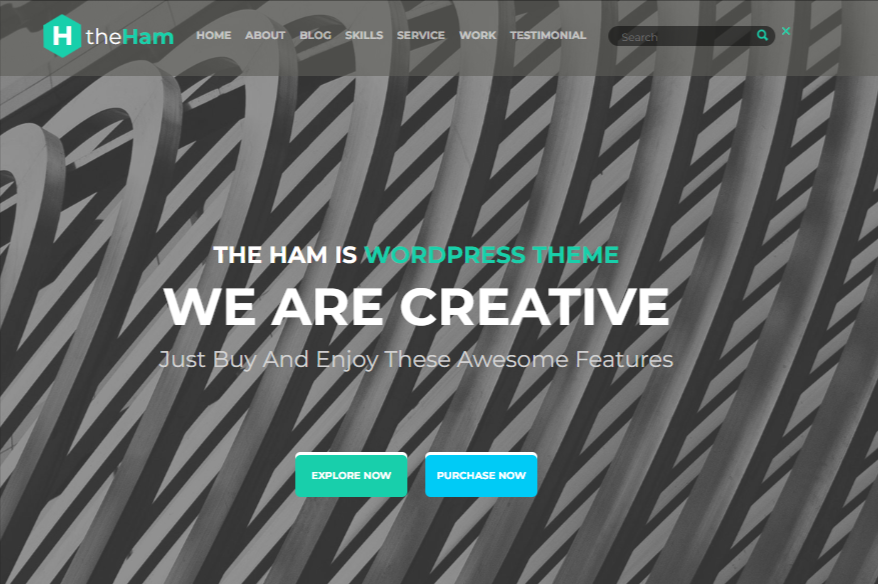 H theHam HOME ABOUT BLOG SKILLS SERVICE WORK TESTIMONIAL Search ×
THE HAM IS WORDPRESS THEME
WE ARE CREATIVE
Just Buy And Enjoy These Awesome Features
EXPLORE NOW PURCHASE NOW